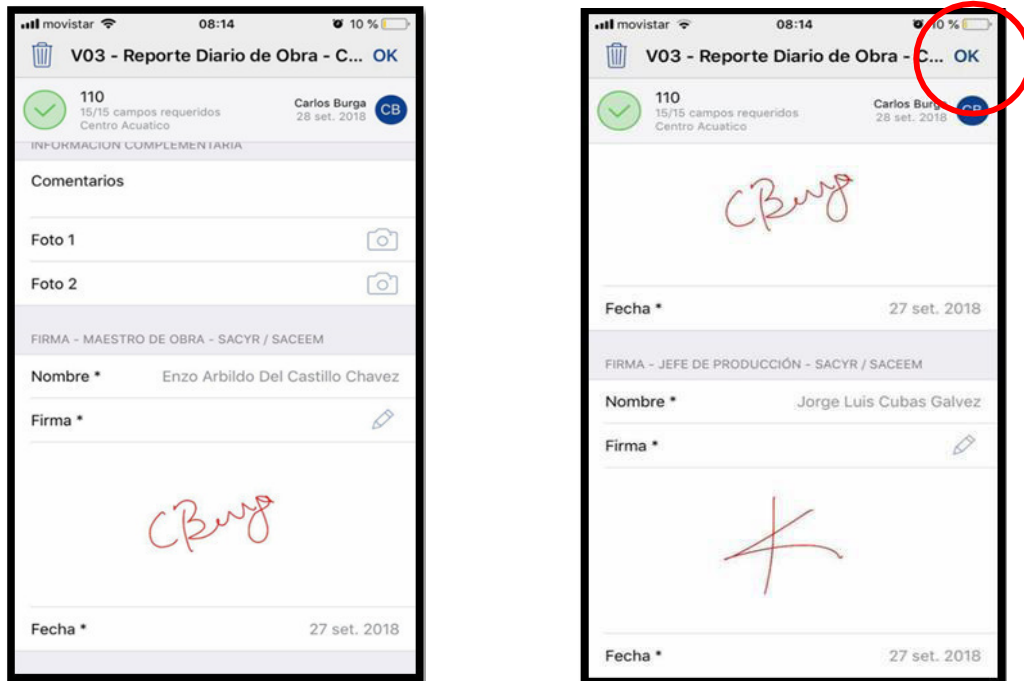 movistar 08:14 10 %
V03 - Reporte Diario de Obra - C... OK
110
15/15 campos requeridos
Centro Acuatico
Carlos Burga
28 set. 2018
CB
INFORMACIÓN COMPLEMENTARIA
Comentarios
Foto 1
Foto 2
FIRMA - MAESTRO DE OBRA - SACYR / SACEEM
Nombre * Enzo Arbildo Del Castillo Chavez
Firma *
CBurga
Fecha * 27 set. 2018
movistar 08:14 10 %
V03 - Reporte Diario de Obra - C... OK
110
15/15 campos requeridos
Centro Acuatico
Carlos Burga
28 set. 2018
CB
CBurga
Fecha * 27 set. 2018
FIRMA - JEFE DE PRODUCCIÓN - SACYR / SACEEM
Nombre * Jorge Luis Cubas Galvez
Firma *
Fecha * 27 set. 2018